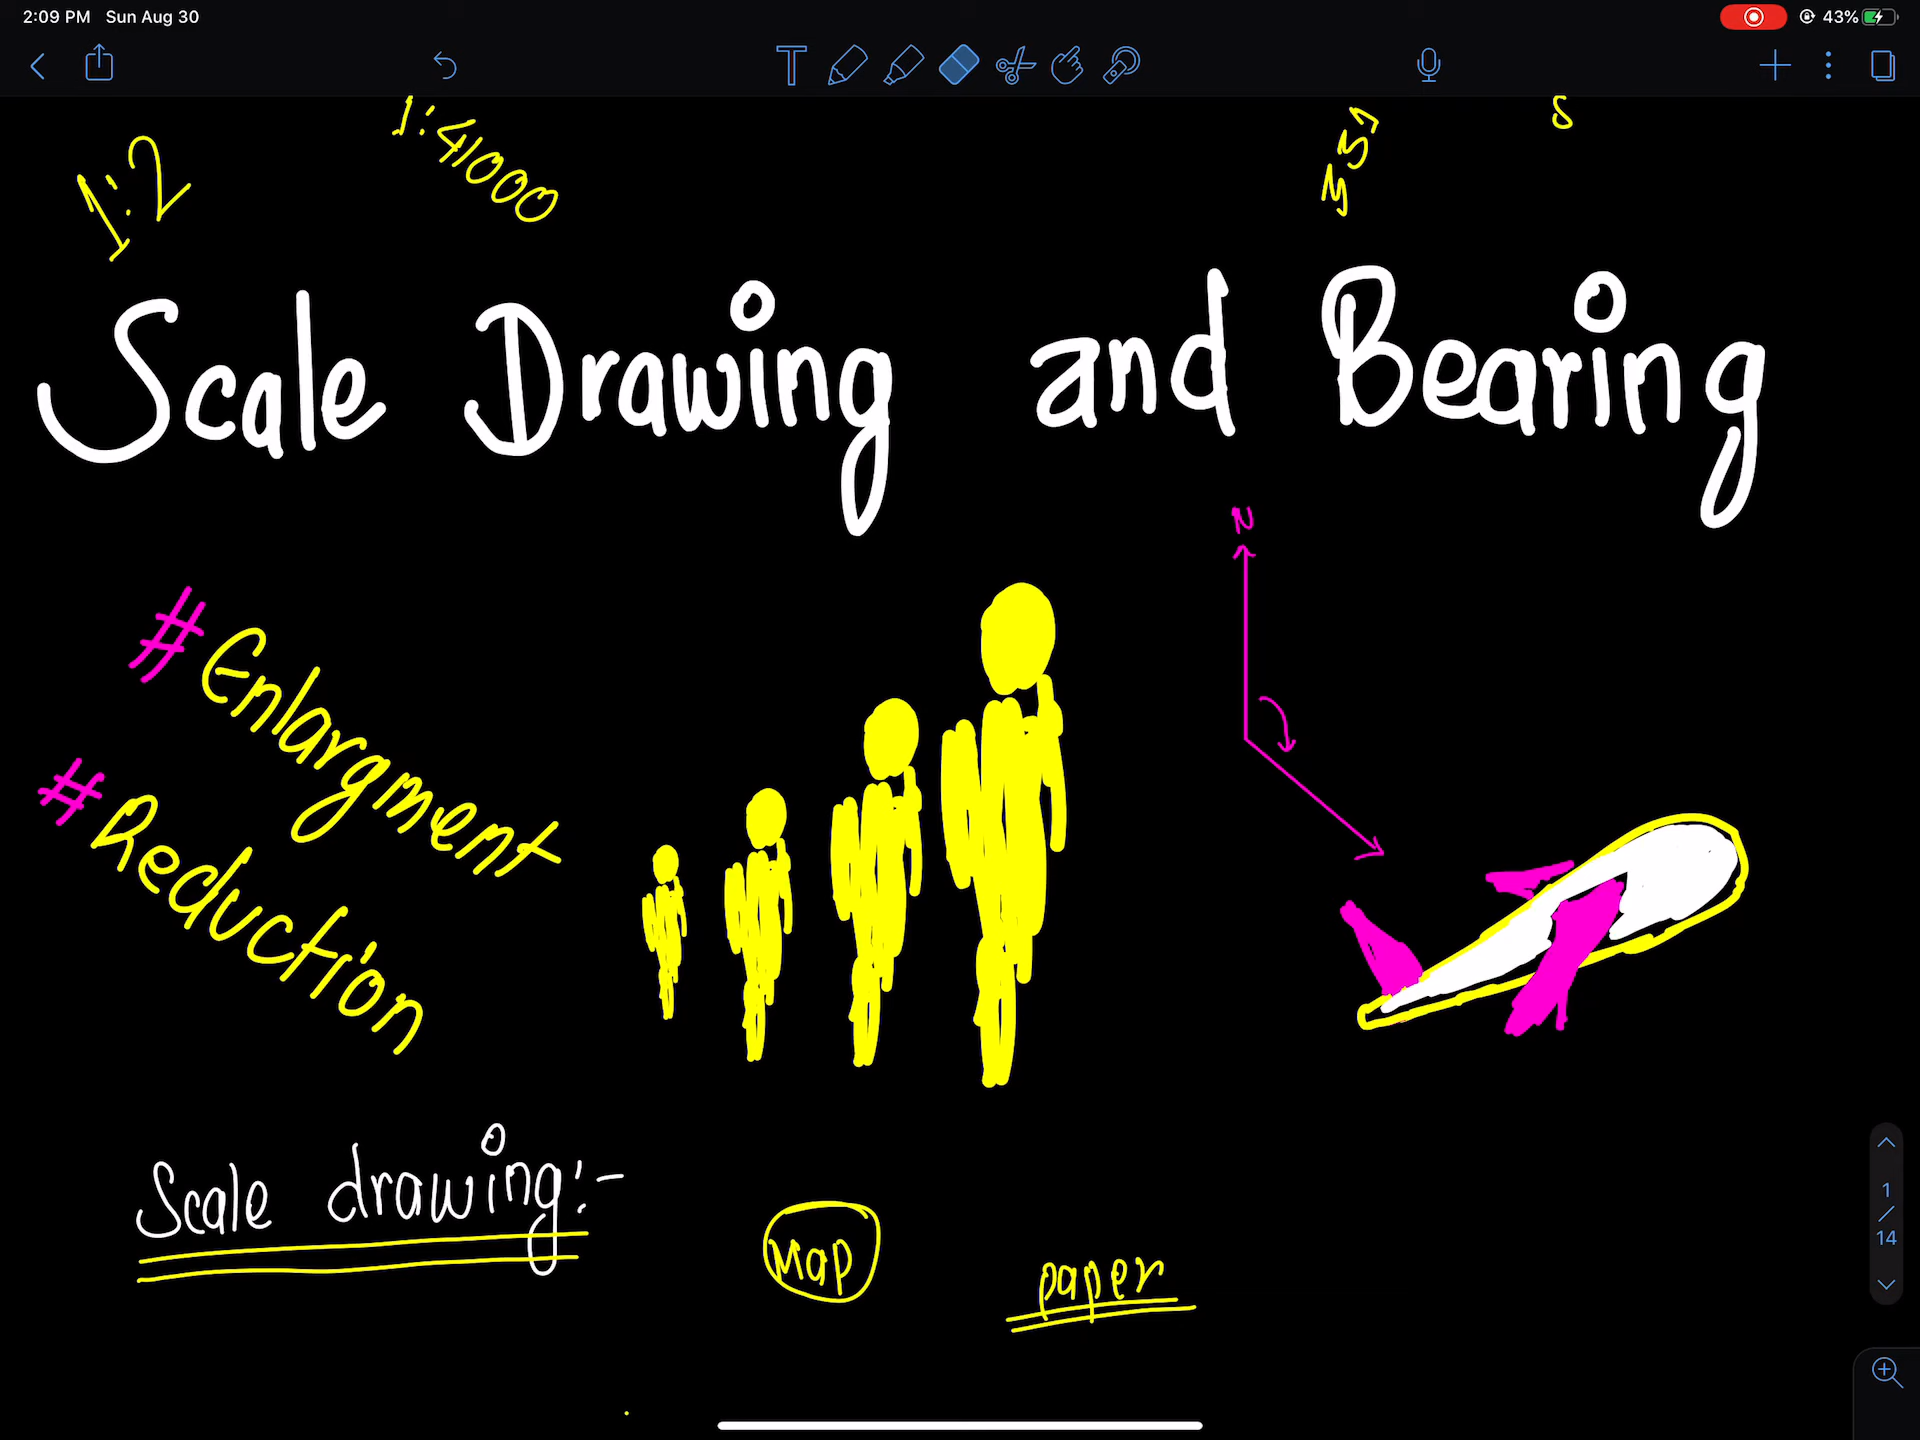 2:09 PM Sun Aug 30
43%
1:2
1:41000
Scale Drawing and Bearing
N
#Enlargment
#Reduction
Scale drawing:-
Map
paper
1
/
14